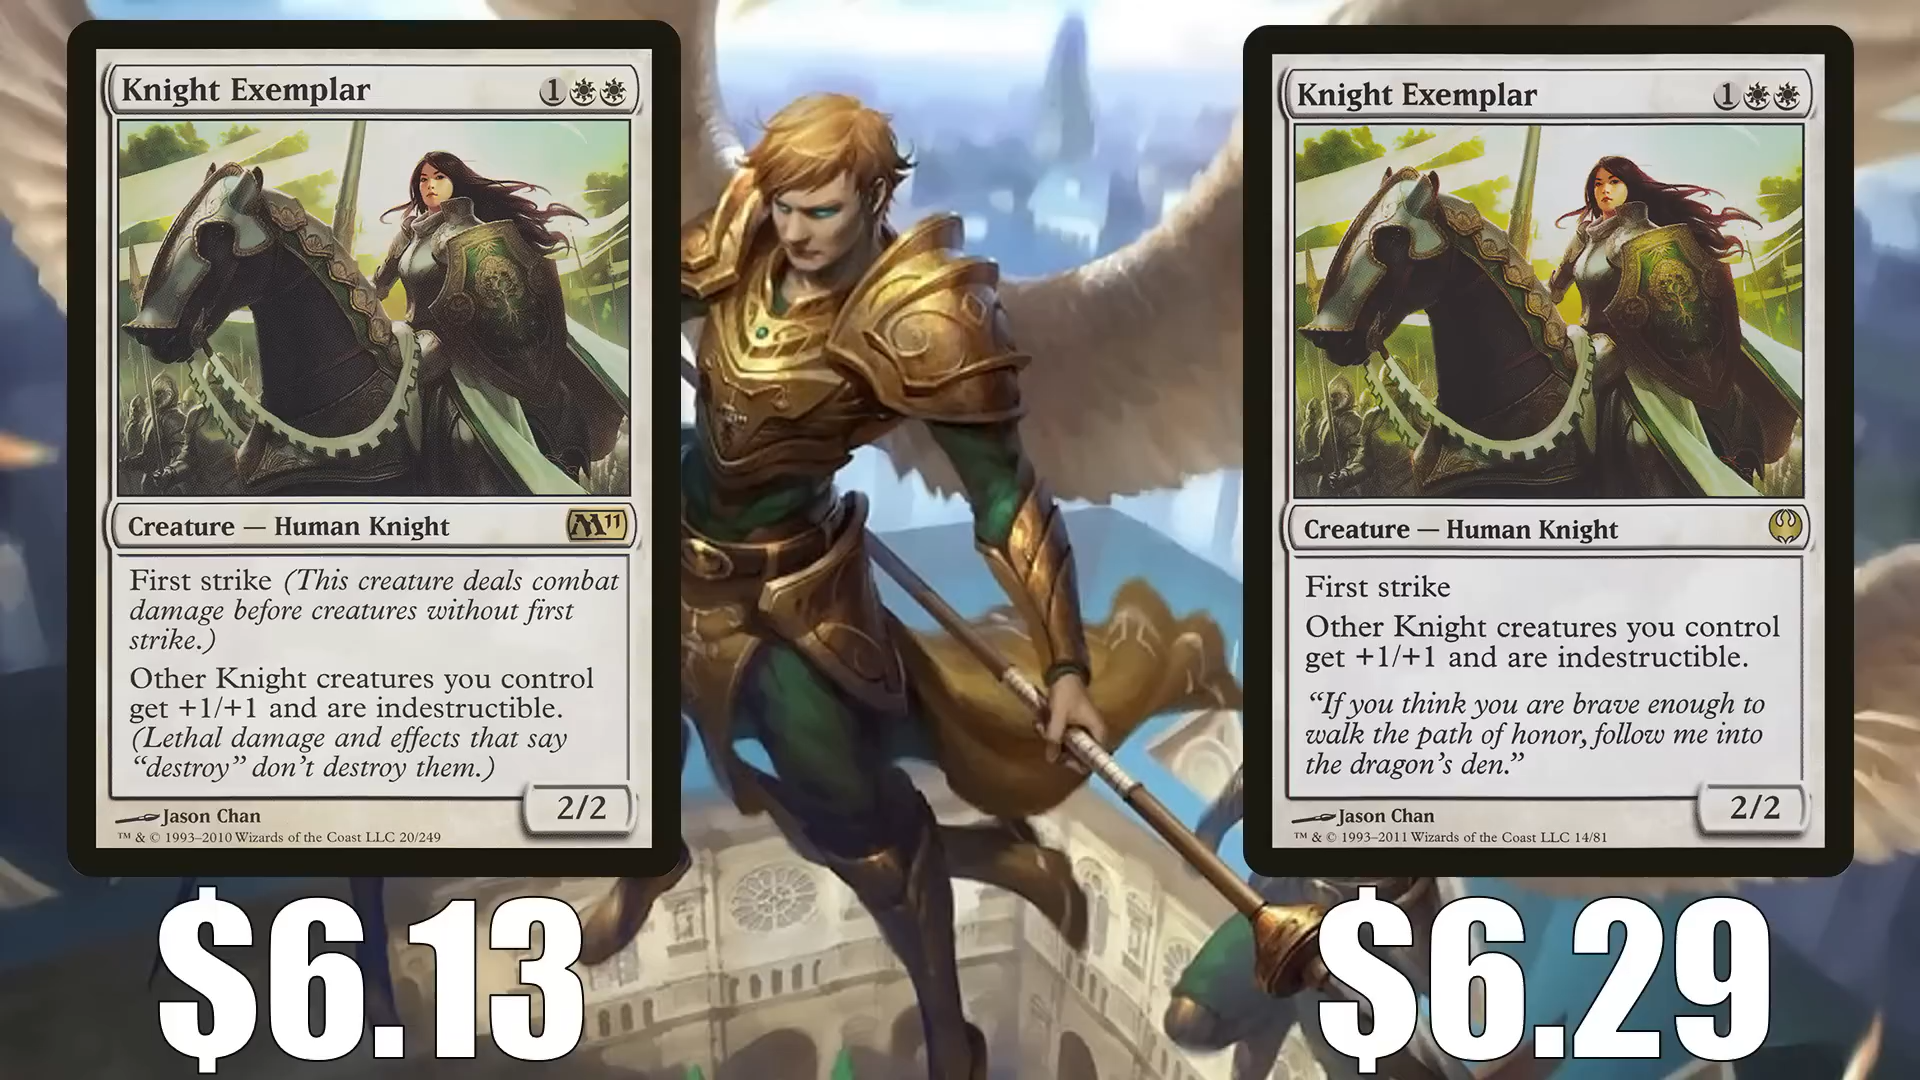 Knight Exemplar 1
Creature — Human Knight M11
First strike (This creature deals combat
damage before creatures without first
strike.)
Other Knight creatures you control
get +1/+1 and are indestructible.
(Lethal damage and effects that say
“destroy” don’t destroy them.)
2/2
Jason Chan
™ & © 1993–2010 Wizards of the Coast LLC 20/249
$6.13
Knight Exemplar 1
Creature — Human Knight
First strike
Other Knight creatures you control
get +1/+1 and are indestructible.
“If you think you are brave enough to
walk the path of honor, follow me into
the dragon’s den.”
2/2
Jason Chan
™ & © 1993–2011 Wizards of the Coast LLC 14/81
$6.29